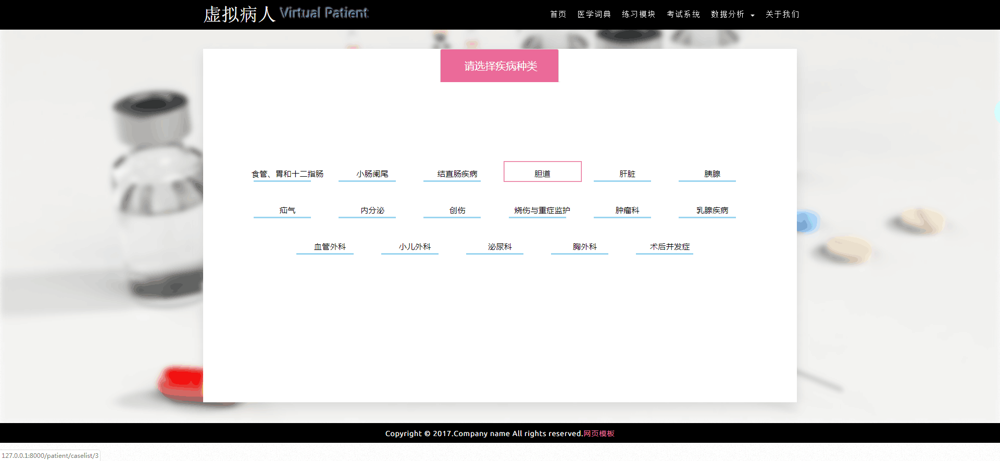 虚拟病人 Virtual Patient 首页 医学词典 练习模块 考试系统 数据分析 关于我们
请选择疾病种类
食管、胃和十二指肠 小肠阑尾 结直肠疾病 胆道 肝脏 胰腺
疝气 内分泌 创伤 烧伤与重症监护 肿瘤科 乳腺疾病
血管外科 小儿外科 泌尿科 胸外科 术后并发症
Copyright © 2017.Company name All rights reserved.网页模板
127.0.0.1:8000/patient/caselist/3